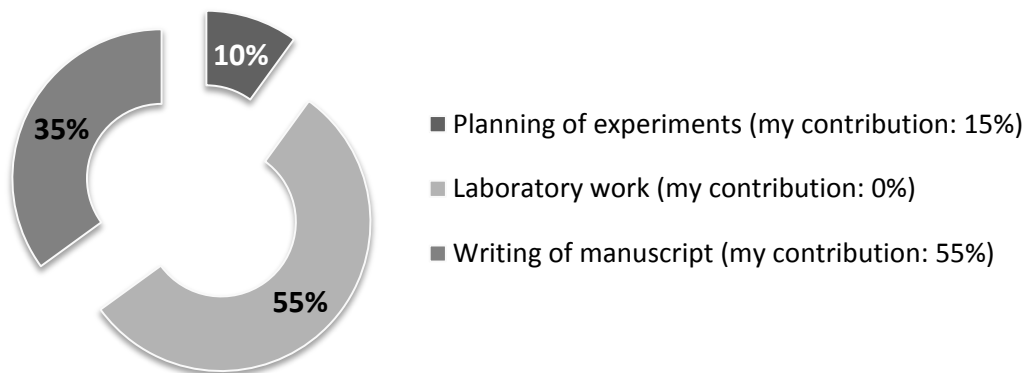 10%
35%
55%
Planning of experiments (my contribution: 15%)
Laboratory work (my contribution: 0%)
Writing of manuscript (my contribution: 55%)